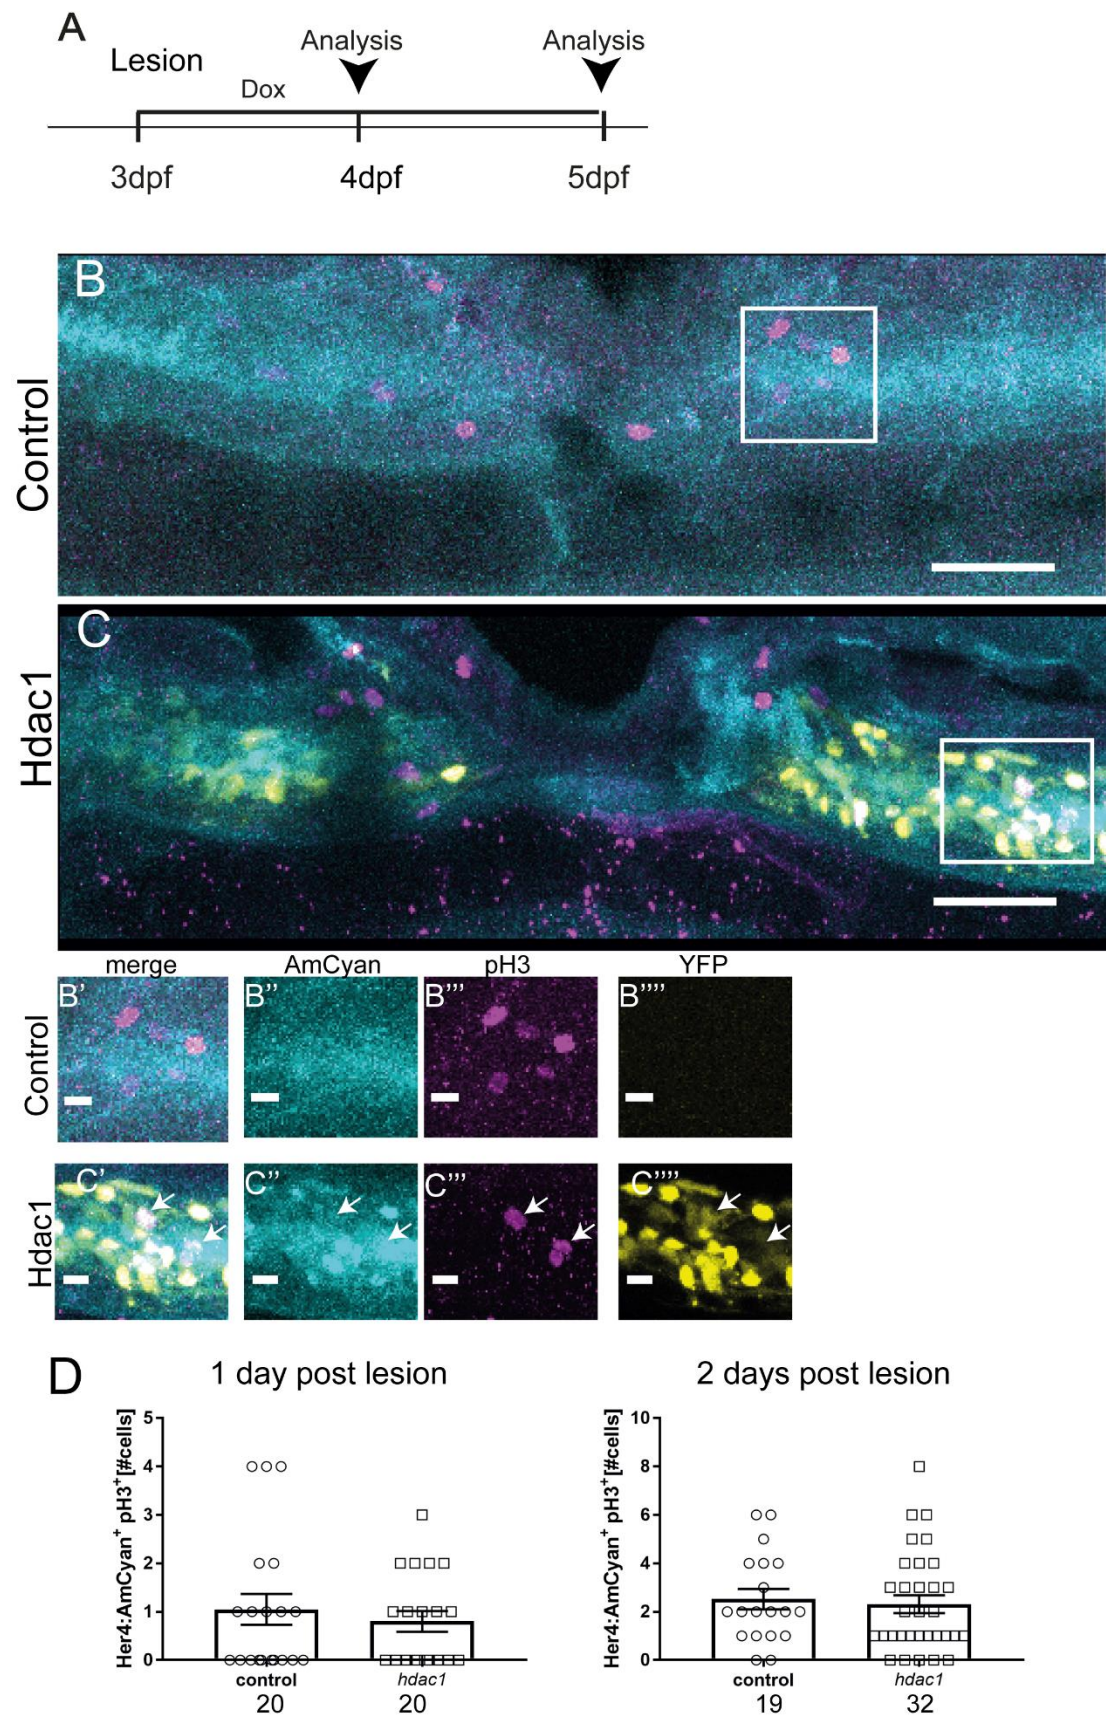 A
Lesion
Analysis
Analysis
Dox
3dpf
4dpf
5dpf
B
Control
C
Hdac1
merge
AmCyan
pH3
YFP
Control
B'
B''
B'''
B''''
Hdac1
C'
C''
C'''
C''''
D
1 day post lesion
2 days post lesion
Her4:AmCyan⁺ pH3⁺[#cells]
5
4
3
2
1
0
control
hdac1
20
20
Her4:AmCyan⁺ pH3⁺[#cells]
10
8
6
4
2
0
control
hdac1
19
32